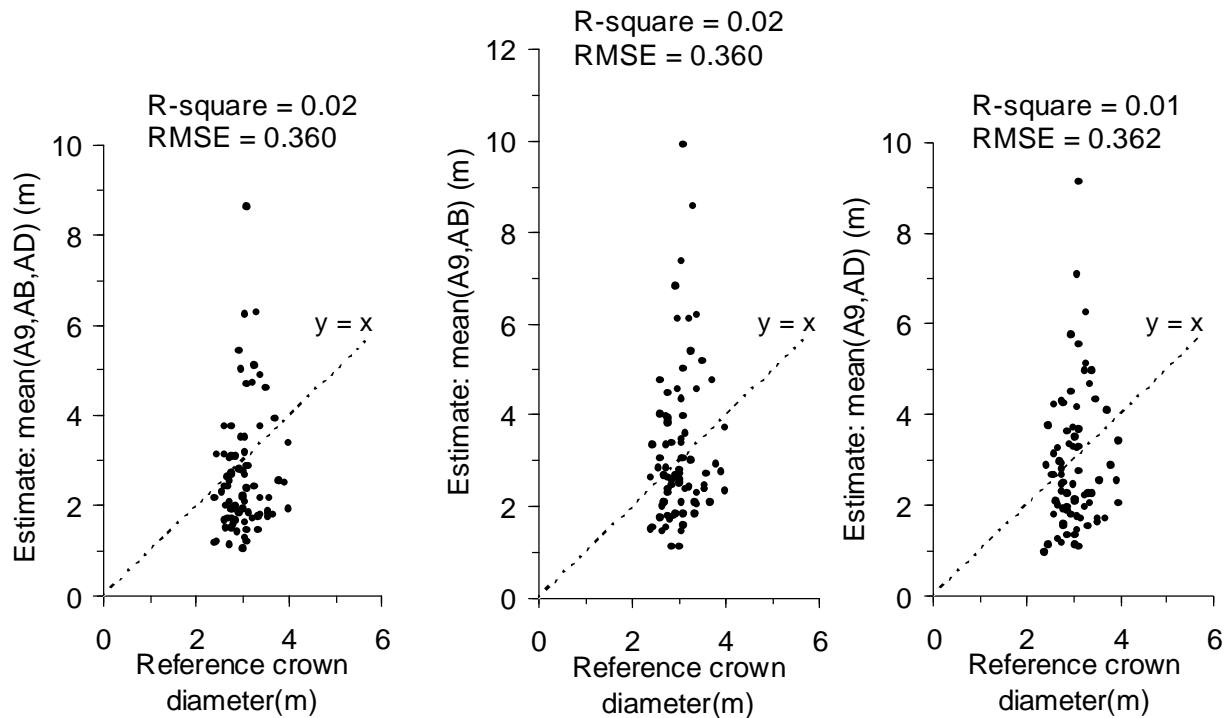 R-square = 0.02
RMSE = 0.360
10
8
6
4
2
0
Estimate: mean(A9,AB,AD) (m)
y = x
0 2 4 6
Reference crown
diameter(m)
R-square = 0.02
RMSE = 0.360
12
10
8
6
4
2
0
Estimate: mean(A9,AB) (m)
y = x
0 2 4 6
Reference crown
diameter(m)
R-square = 0.01
RMSE = 0.362
10
8
6
4
2
0
Estimate: mean(A9,AD) (m)
y = x
0 2 4 6
Reference crown
diameter(m)